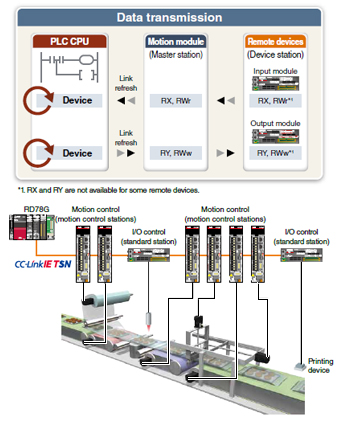 Data transmission
PLC CPU
Motion module
(Master station)
Remote devices
(Device station)
Input module
Link
refresh
Device
RX, RWr
RX, RWr*1
Output module
Link
refresh
Device
RY, RWw
RY, RWw*1
*1. RX and RY are not available for some remote devices.
RD78G
Motion control
(motion control stations)
Motion control
(motion control stations)
I/O control
(standard station)
I/O control
(standard station)
CC-Link IE TSN
Printing
device